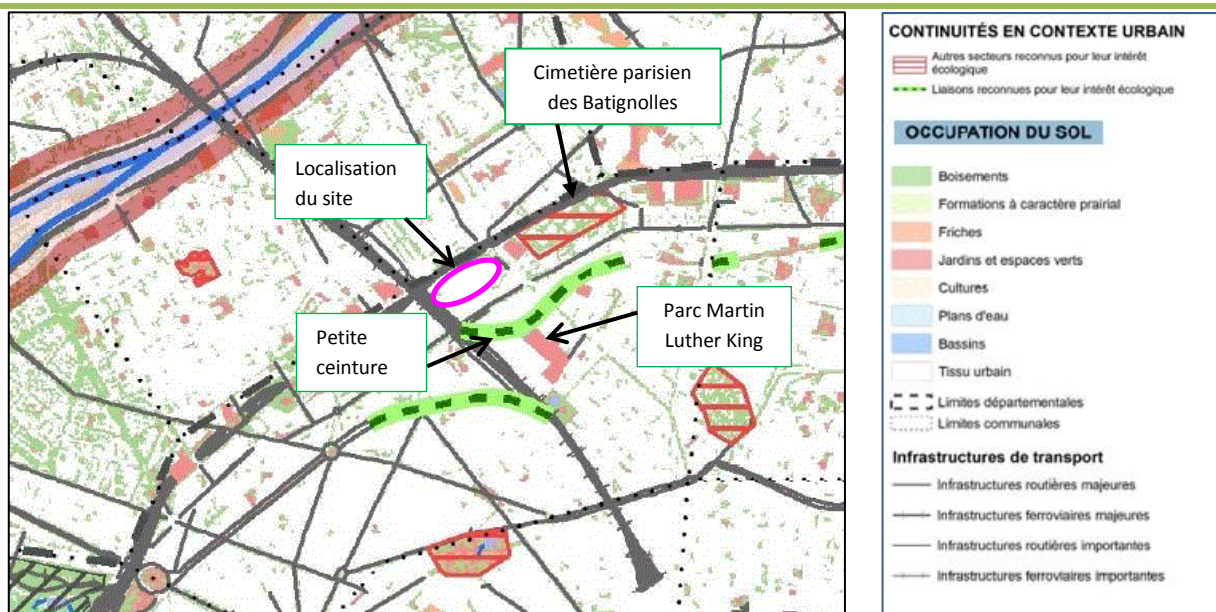 Cimetière parisien
des Batignolles
Localisation
du site
Petite
ceinture
Parc Martin
Luther King
CONTINUITÉS EN CONTEXTE URBAIN
Autres secteurs reconnus pour leur intérêt
écologique
Liaisons reconnues pour leur intérêt écologique
OCCUPATION DU SOL
Boisements
Formations à caractère prairial
Friches
Jardins et espaces verts
Cultures
Plans d'eau
Bassins
Tissu urbain
Limites départementales
Limites communales
Infrastructures de transport
Infrastructures routières majeures
Infrastructures ferroviaires majeures
Infrastructures routières importantes
Infrastructures ferroviaires importantes